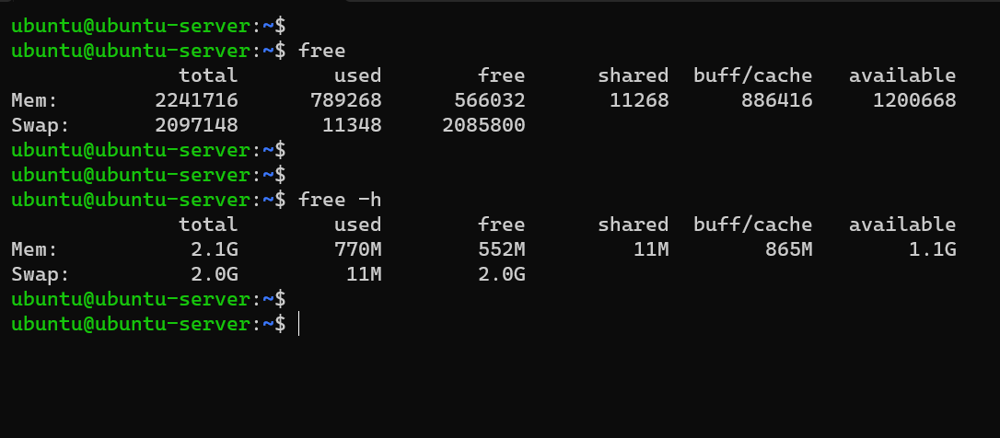 ubuntu@ubuntu-server:~$
ubuntu@ubuntu-server:~$ free
              total        used        free      shared  buff/cache   available
Mem:        2241716      789268      566032       11268      886416     1200668
Swap:       2097148       11348     2085800
ubuntu@ubuntu-server:~$
ubuntu@ubuntu-server:~$
ubuntu@ubuntu-server:~$ free -h
              total        used        free      shared  buff/cache   available
Mem:           2.1G        770M        552M         11M        865M        1.1G
Swap:          2.0G         11M        2.0G
ubuntu@ubuntu-server:~$
ubuntu@ubuntu-server:~$